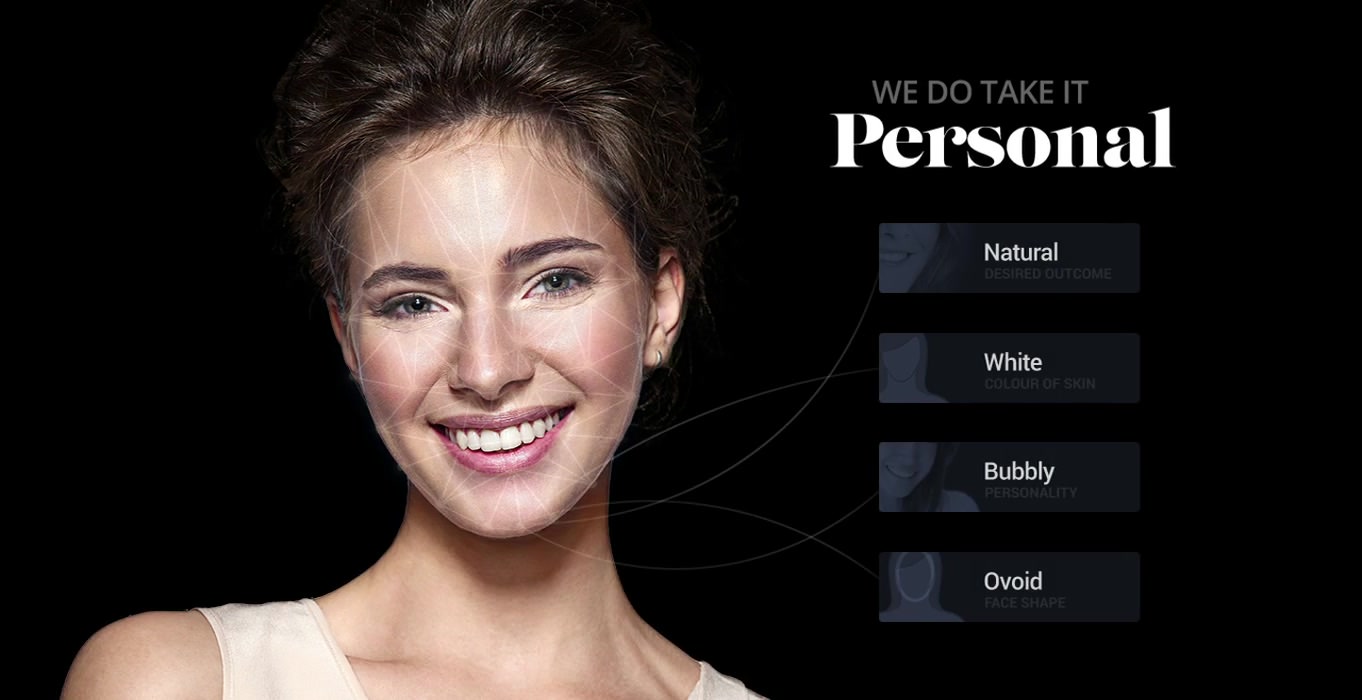 WE DO TAKE IT
Personal
Natural
DESIRED OUTCOME
White
COLOUR OF SKIN
Bubbly
PERSONALITY
Ovoid
FACE SHAPE